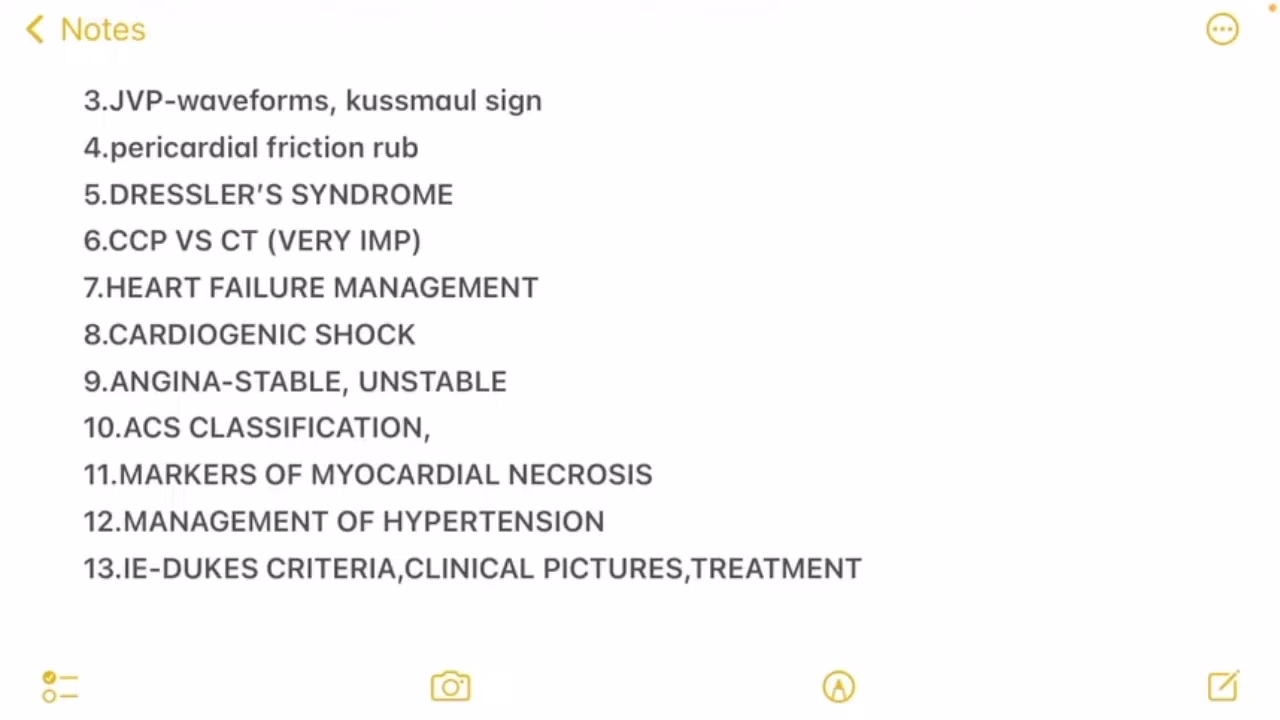 Notes
3.JVP-waveforms, kussmaul sign
4.pericardial friction rub
5.DRESSLER'S SYNDROME
6.CCP VS CT (VERY IMP)
7.HEART FAILURE MANAGEMENT
8.CARDIOGENIC SHOCK
9.ANGINA-STABLE, UNSTABLE
10.ACS CLASSIFICATION,
11.MARKERS OF MYOCARDIAL NECROSIS
12.MANAGEMENT OF HYPERTENSION
13.IE-DUKES CRITERIA,CLINICAL PICTURES,TREATMENT